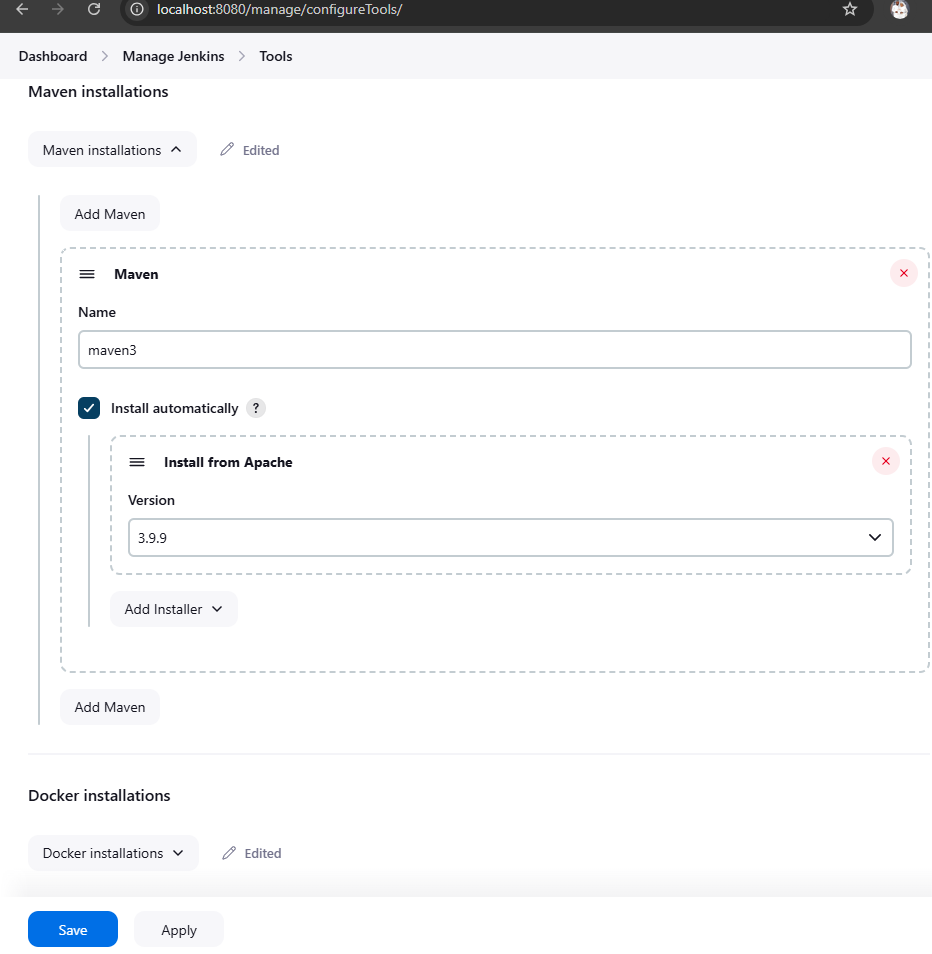 localhost:8080/manage/configureTools/
Dashboard > Manage Jenkins > Tools
Maven installations
Maven installations Edited
Add Maven
Maven
Name
maven3
Install automatically ?
Install from Apache
Version
3.9.9
Add Installer
Add Maven
Docker installations
Docker installations Edited
Save Apply